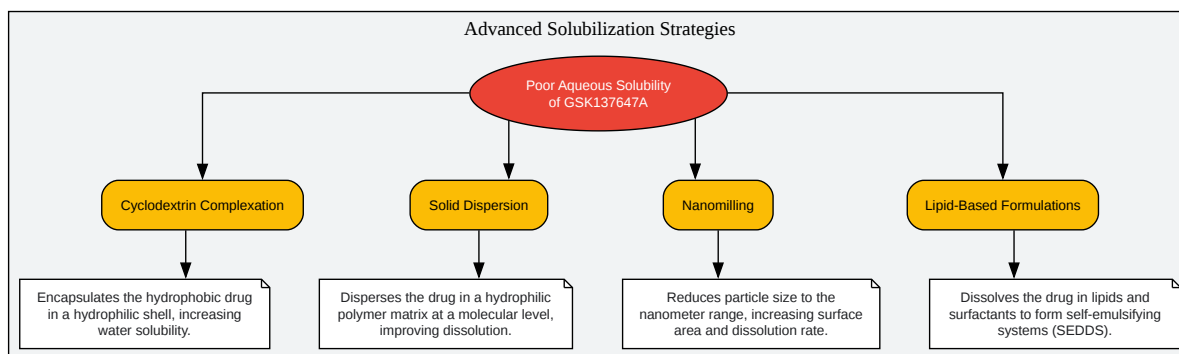 Advanced Solubilization Strategies
Poor Aqueous Solubility
of GSK137647A
Cyclodextrin Complexation
Solid Dispersion
Nanomilling
Lipid-Based Formulations
Encapsulates the hydrophobic drug
in a hydrophilic shell, increasing
water solubility.
Disperses the drug in a hydrophilic
polymer matrix at a molecular level,
improving dissolution.
Reduces particle size to the
nanometer range, increasing surface
area and dissolution rate.
Dissolves the drug in lipids and
surfactants to form self-emulsifying
systems (SEDDS).